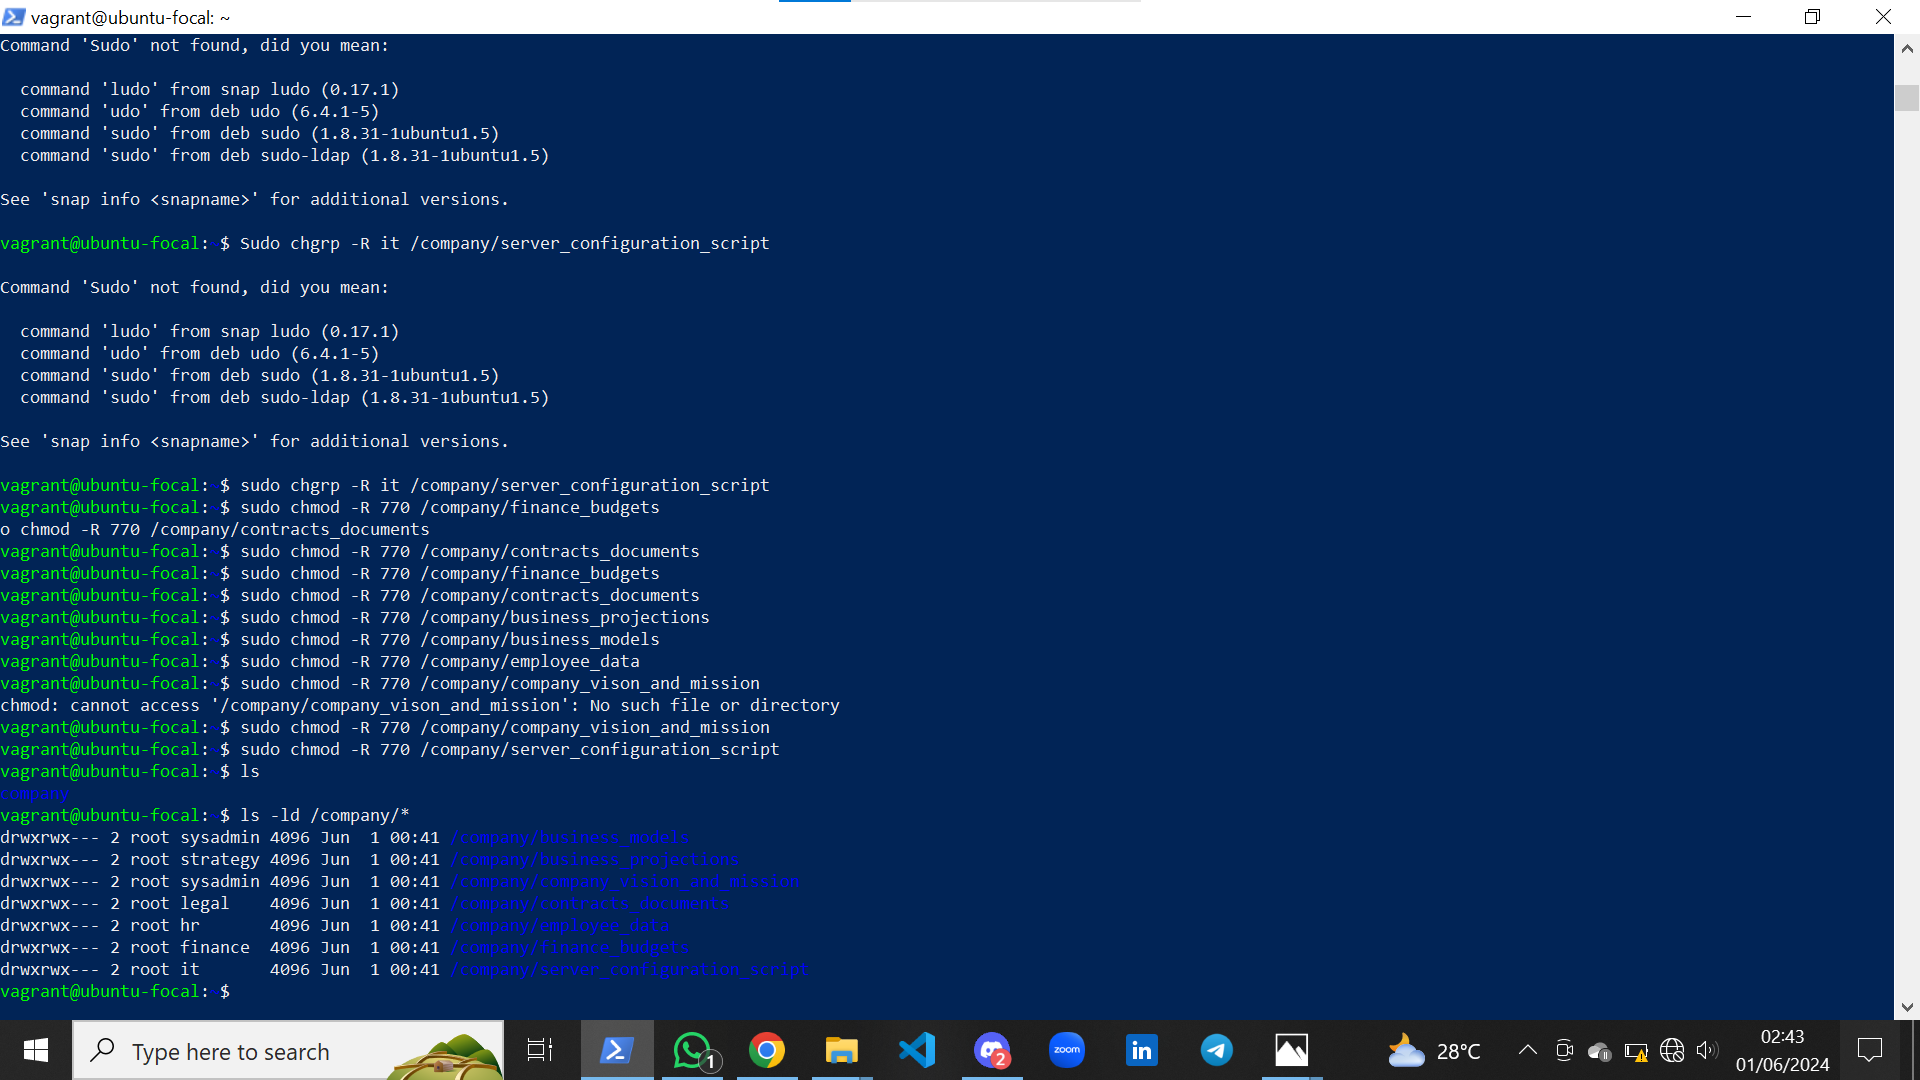 vagrant@ubuntu-focal: ~
Command 'Sudo' not found, did you mean:
  command 'ludo' from snap ludo (0.17.1)
  command 'udo' from deb udo (6.4.1-5)
  command 'sudo' from deb sudo (1.8.31-1ubuntu1.5)
  command 'sudo' from deb sudo-ldap (1.8.31-1ubuntu1.5)
See 'snap info <snapname>' for additional versions.
vagrant@ubuntu-focal:~$ Sudo chgrp -R it /company/server_configuration_script
Command 'Sudo' not found, did you mean:
  command 'ludo' from snap ludo (0.17.1)
  command 'udo' from deb udo (6.4.1-5)
  command 'sudo' from deb sudo (1.8.31-1ubuntu1.5)
  command 'sudo' from deb sudo-ldap (1.8.31-1ubuntu1.5)
See 'snap info <snapname>' for additional versions.
vagrant@ubuntu-focal:~$ sudo chgrp -R it /company/server_configuration_script
vagrant@ubuntu-focal:~$ sudo chmod -R 770 /company/finance_budgets
o chmod -R 770 /company/contracts_documents
vagrant@ubuntu-focal:~$ sudo chmod -R 770 /company/contracts_documents
vagrant@ubuntu-focal:~$ sudo chmod -R 770 /company/finance_budgets
vagrant@ubuntu-focal:~$ sudo chmod -R 770 /company/contracts_documents
vagrant@ubuntu-focal:~$ sudo chmod -R 770 /company/business_projections
vagrant@ubuntu-focal:~$ sudo chmod -R 770 /company/business_models
vagrant@ubuntu-focal:~$ sudo chmod -R 770 /company/employee_data
vagrant@ubuntu-focal:~$ sudo chmod -R 770 /company/company_vison_and_mission
chmod: cannot access '/company/company_vison_and_mission': No such file or directory
vagrant@ubuntu-focal:~$ sudo chmod -R 770 /company/company_vision_and_mission
vagrant@ubuntu-focal:~$ sudo chmod -R 770 /company/server_configuration_script
vagrant@ubuntu-focal:~$ ls
company
vagrant@ubuntu-focal:~$ ls -ld /company/*
drwxrwx--- 2 root sysadmin 4096 Jun  1 00:41 /company/business_models
drwxrwx--- 2 root strategy 4096 Jun  1 00:41 /company/business_projections
drwxrwx--- 2 root sysadmin 4096 Jun  1 00:41 /company/company_vision_and_mission
drwxrwx--- 2 root legal    4096 Jun  1 00:41 /company/contracts_documents
drwxrwx--- 2 root hr       4096 Jun  1 00:41 /company/employee_data
drwxrwx--- 2 root finance  4096 Jun  1 00:41 /company/finance_budgets
drwxrwx--- 2 root it       4096 Jun  1 00:41 /company/server_configuration_script
vagrant@ubuntu-focal:~$
Type here to search
1
2
zoom
in
28°C
02:43
01/06/2024